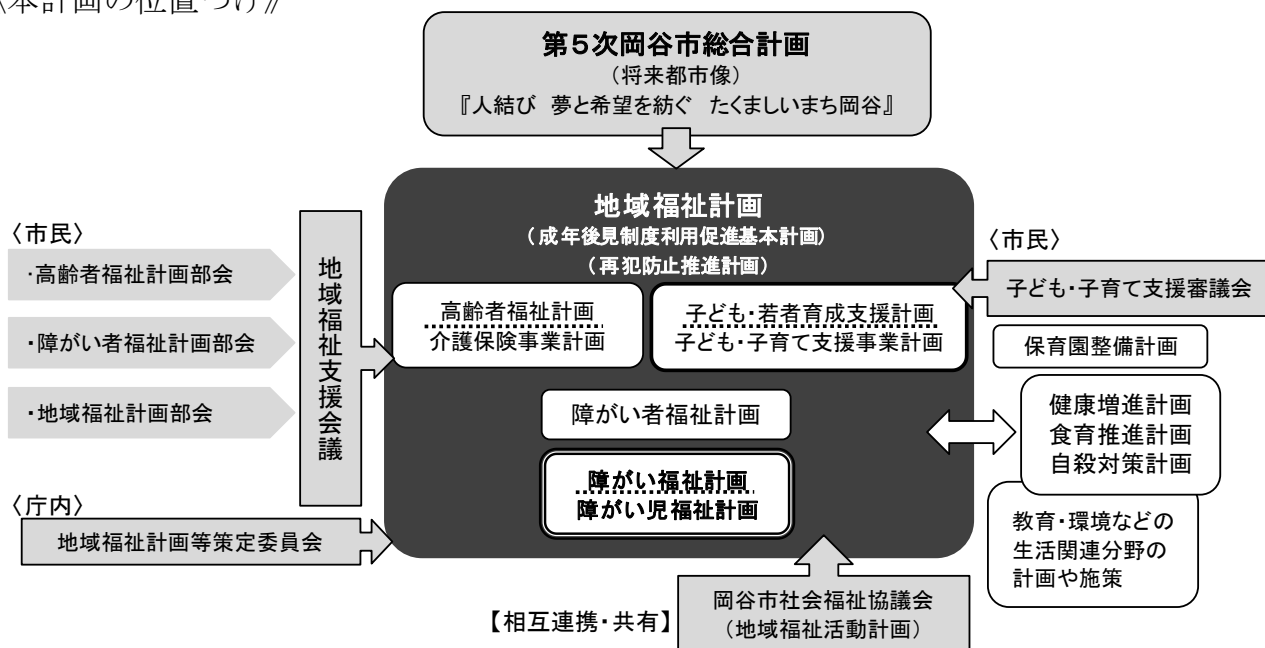 《本計画の位置づけ》
第5次岡谷市総合計画
（将来都市像）
『人結び 夢と希望を紡ぐ たくましいまち岡谷』
地域福祉計画
（成年後見制度利用促進基本計画）
（再犯防止推進計画）
〈市民〉
・高齢者福祉計画部会
・障がい者福祉計画部会
・地域福祉計画部会
地域福祉支援会議
〈庁内〉
地域福祉計画等策定委員会
高齢者福祉計画
介護保険事業計画
子ども・若者育成支援計画
子ども・子育て支援事業計画
障がい者福祉計画
障がい福祉計画
障がい児福祉計画
〈市民〉
子ども・子育て支援審議会
保育園整備計画
健康増進計画
食育推進計画
自殺対策計画
教育・環境などの
生活関連分野の
計画や施策
【相互連携・共有】
岡谷市社会福祉協議会
（地域福祉活動計画）